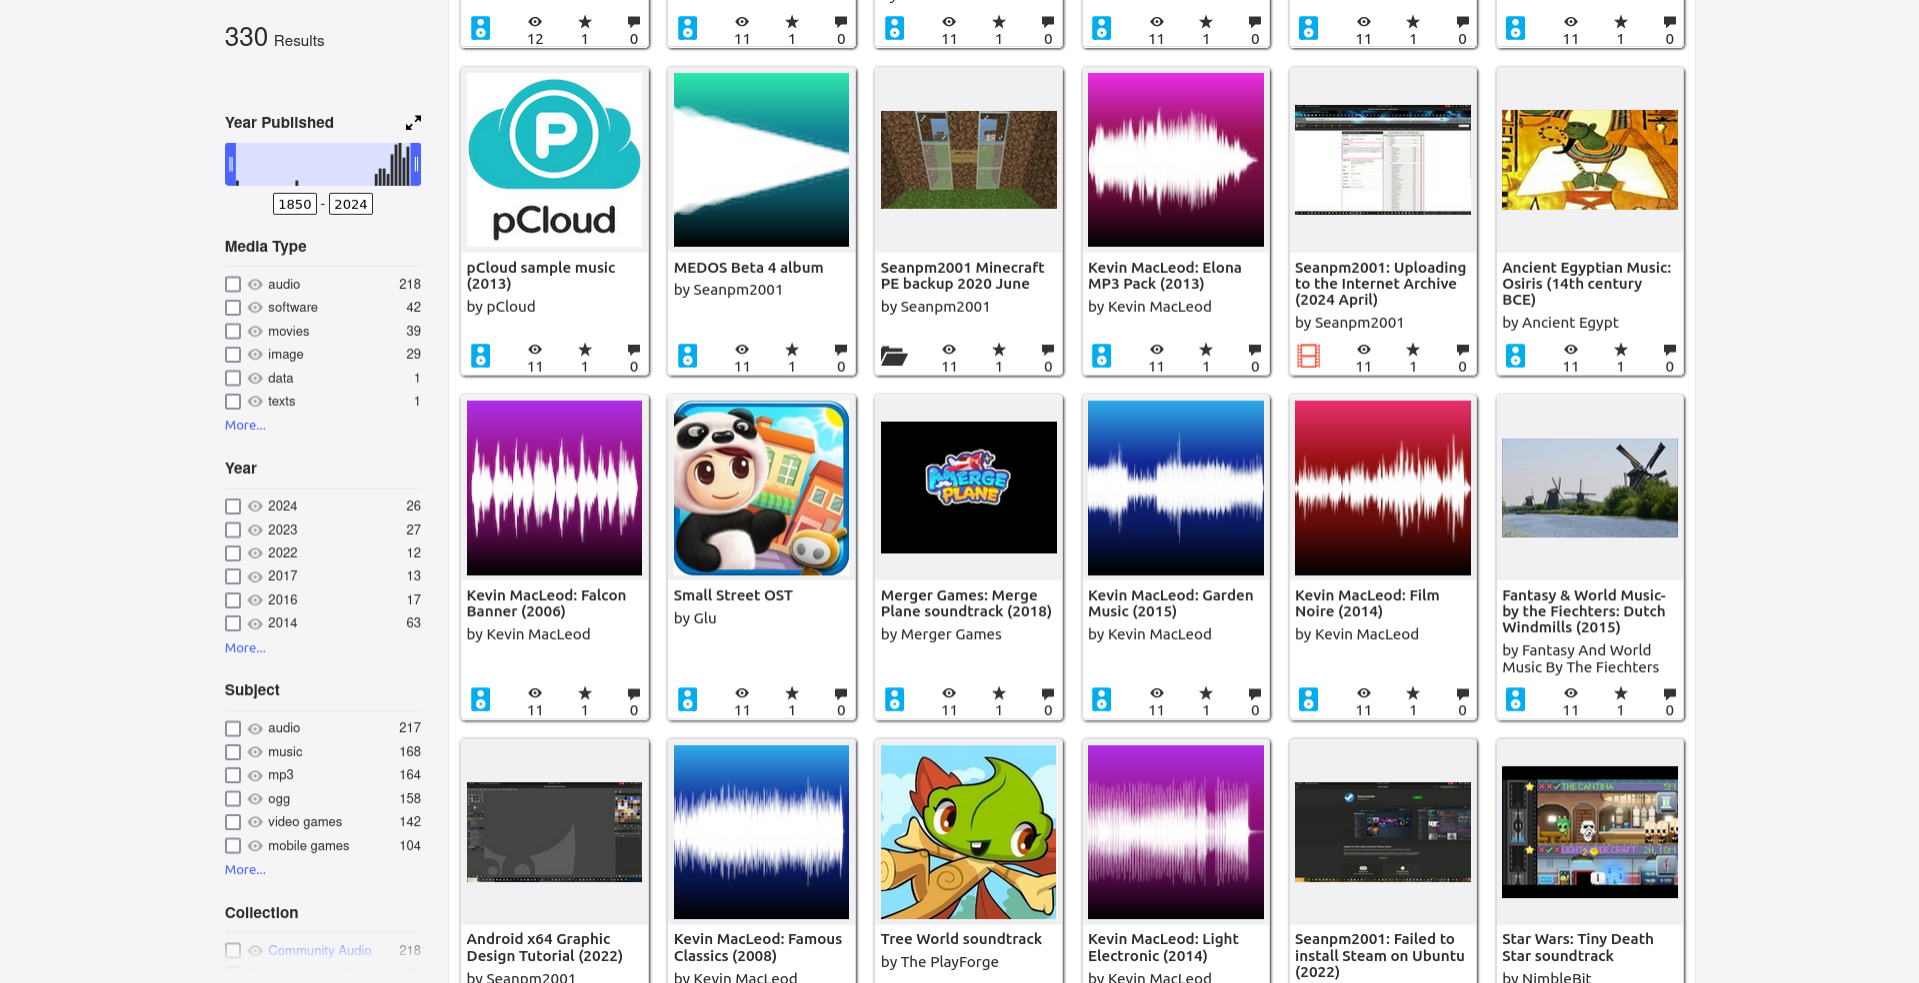 330 Results
Year Published
1850 - 2024
Media Type
audio 218
software 42
movies 39
image 29
data 1
texts 1
More...
Year
2024 26
2023 27
2022 12
2017 13
2016 17
2014 63
More...
Subject
audio 217
music 168
mp3 164
ogg 158
video games 142
mobile games 104
More...
Collection
Community Audio 218
12 1 0
11 1 0
11 1 0
11 1 0
11 1 0
11 1 0
P
pCloud
pCloud sample music
(2013)
by pCloud
11 1 0
MEDOS Beta 4 album
by Seanpm2001
11 1 0
Seanpm2001 Minecraft
PE backup 2020 June
by Seanpm2001
11 1 0
Kevin MacLeod: Elona
MP3 Pack (2013)
by Kevin MacLeod
11 1 0
Seanpm2001: Uploading
to the Internet Archive
(2024 April)
by Seanpm2001
11 1 0
Ancient Egyptian Music:
Osiris (14th century
BCE)
by Ancient Egypt
11 1 0
Kevin MacLeod: Falcon
Banner (2006)
by Kevin MacLeod
11 1 0
Small Street OST
by Glu
11 1 0
MERGE
PLANE
Merger Games: Merge
Plane soundtrack (2018)
by Merger Games
11 1 0
Kevin MacLeod: Garden
Music (2015)
by Kevin MacLeod
11 1 0
Kevin MacLeod: Film
Noire (2014)
by Kevin MacLeod
11 1 0
Fantasy & World Music-
by the Fiechters: Dutch
Windmills (2015)
by Fantasy And World
Music By The Fiechters
11 1 0
Android x64 Graphic
Design Tutorial (2022)
by Seanpm2001
Kevin MacLeod: Famous
Classics (2008)
by Kevin MacLeod
Tree World soundtrack
by The PlayForge
Kevin MacLeod: Light
Electronic (2014)
by Kevin MacLeod
Seanpm2001: Failed to
install Steam on Ubuntu
(2022)
THE CANTINA 5M
2H, 18M
Star Wars: Tiny Death
Star soundtrack
by NimbleBit